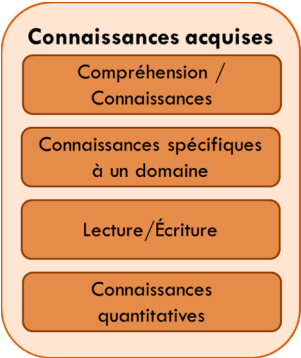 Connaissances acquises
Compréhension /
Connaissances
Connaissances spécifiques
à un domaine
Lecture/Écriture
Connaissances
quantitatives